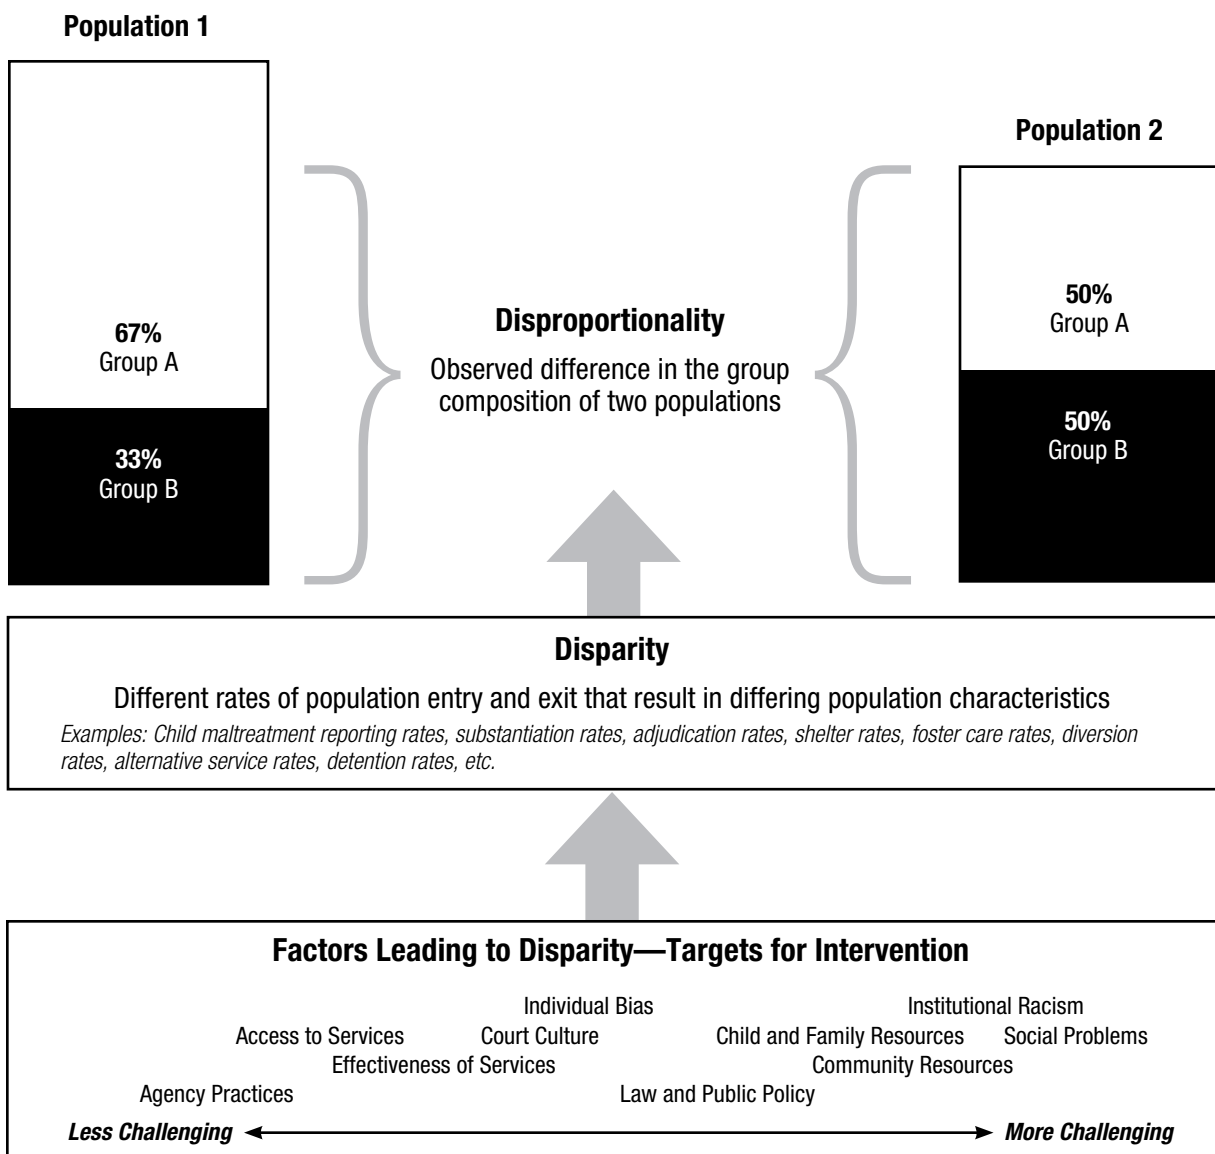 Population 1
Population 2
67%
Group A
33%
Group B
Disproportionality
Observed difference in the group
composition of two populations
50%
Group A
50%
Group B
Disparity
Different rates of population entry and exit that result in differing population characteristics
Examples: Child maltreatment reporting rates, substantiation rates, adjudication rates, shelter rates, foster care rates, diversion
rates, alternative service rates, detention rates, etc.
Factors Leading to Disparity—Targets for Intervention
Individual Bias Institutional Racism
Access to Services Court Culture Child and Family Resources Social Problems
Effectiveness of Services Community Resources
Agency Practices Law and Public Policy
Less Challenging More Challenging